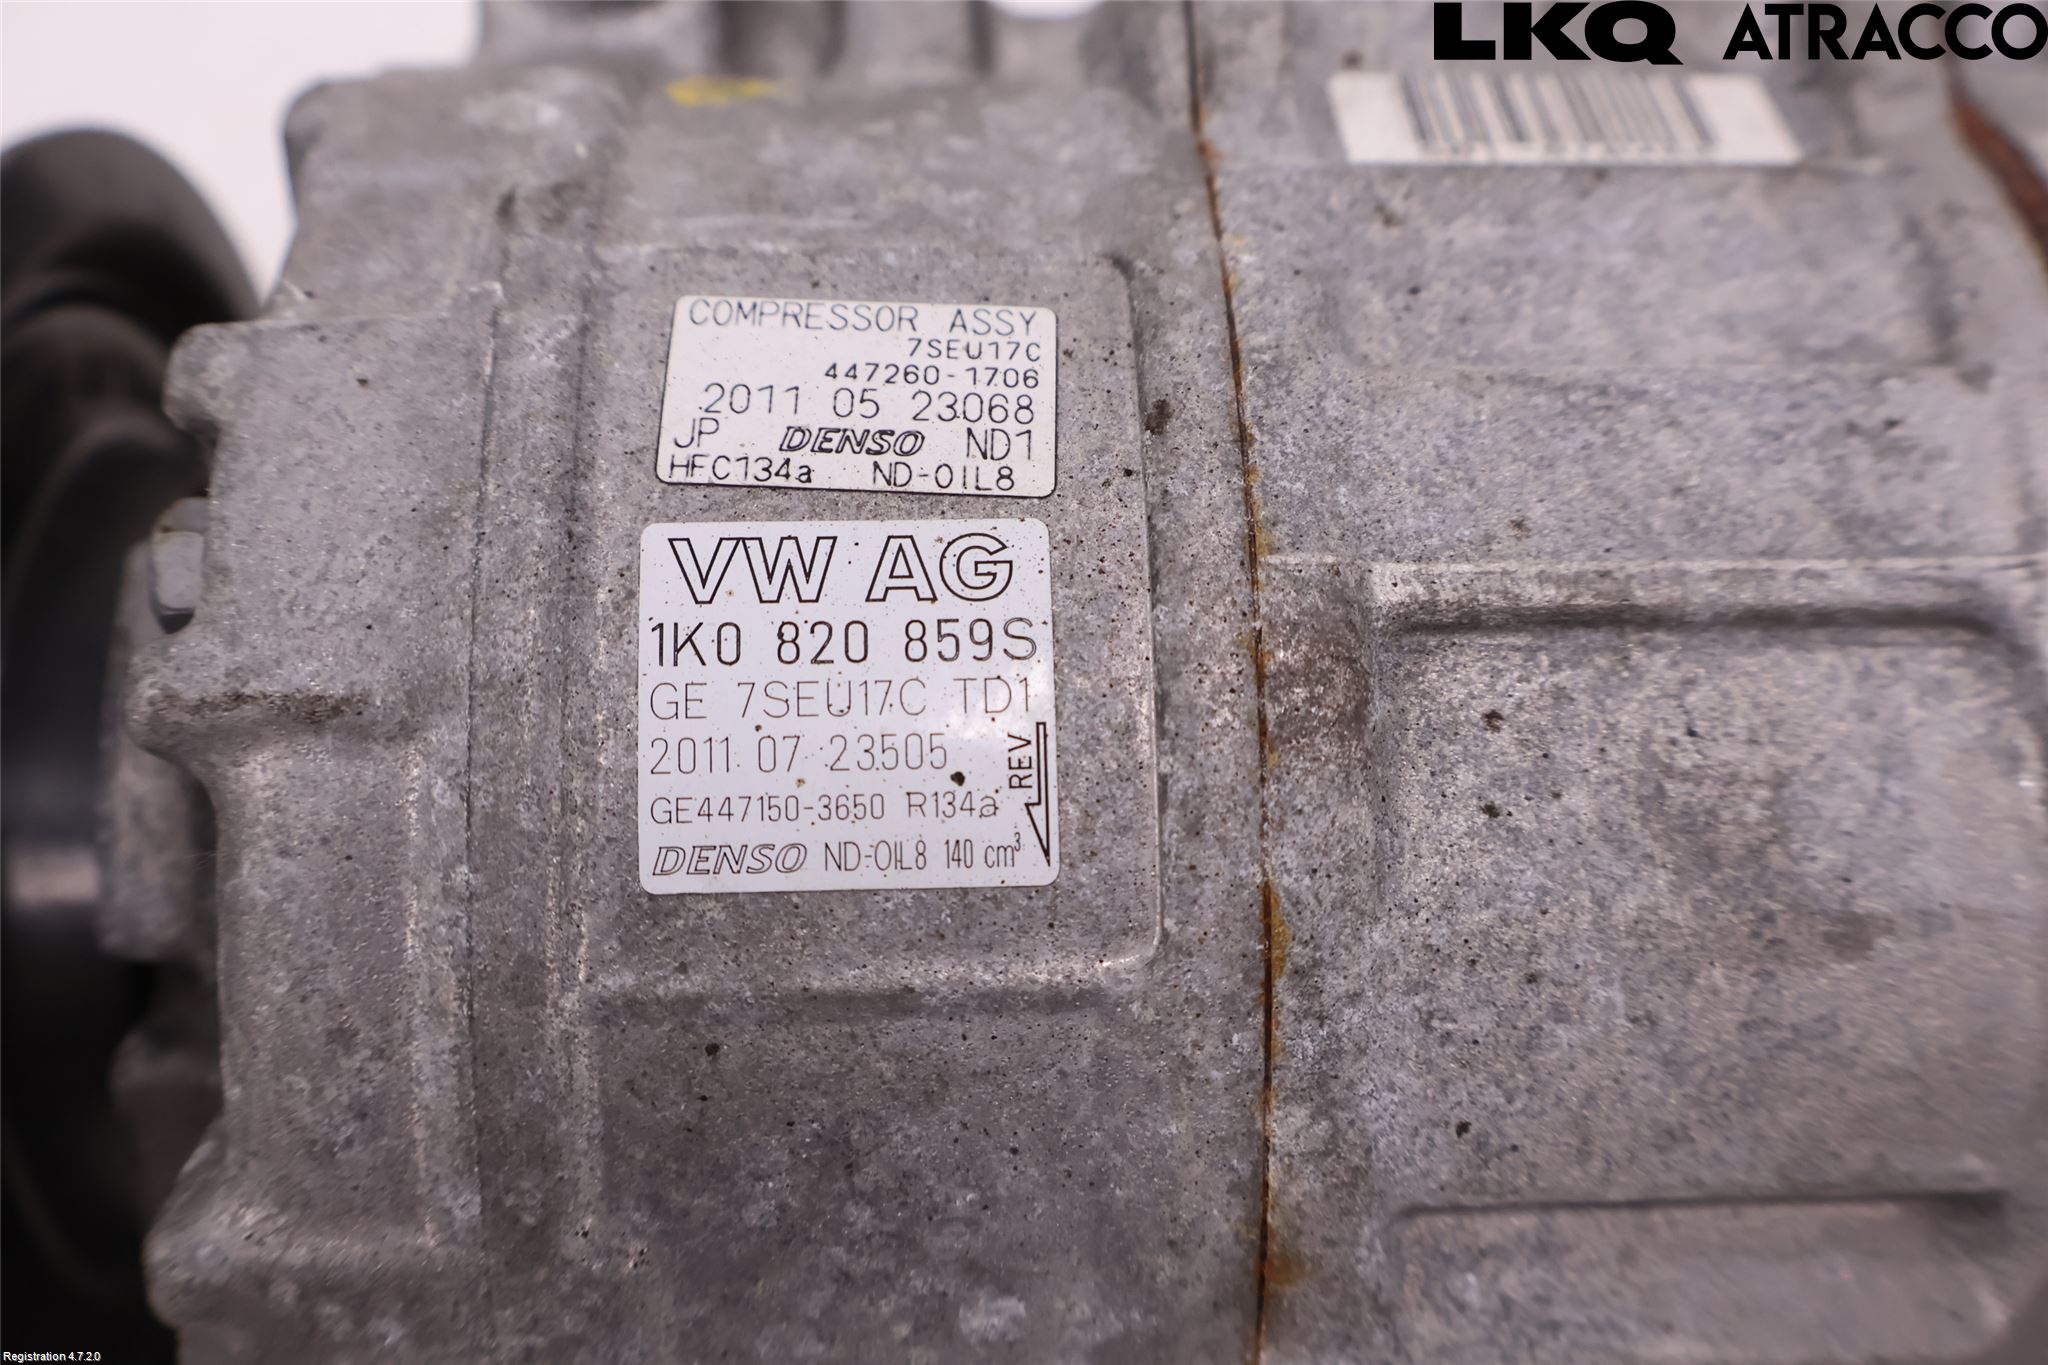 LKQ ATRACCO
COMPRESSOR ASSY
7SEU17C
447260-1706
2011 05 23068
JP DENSO ND1
HFC134a ND-OIL8
VW AG
1K0 820 859S
GE 7SEU17C TD1
2011 07 23505
REV
GE447150-3650 R134a
DENSO ND-OIL8 140 cm³
Registration 4.7.2.0